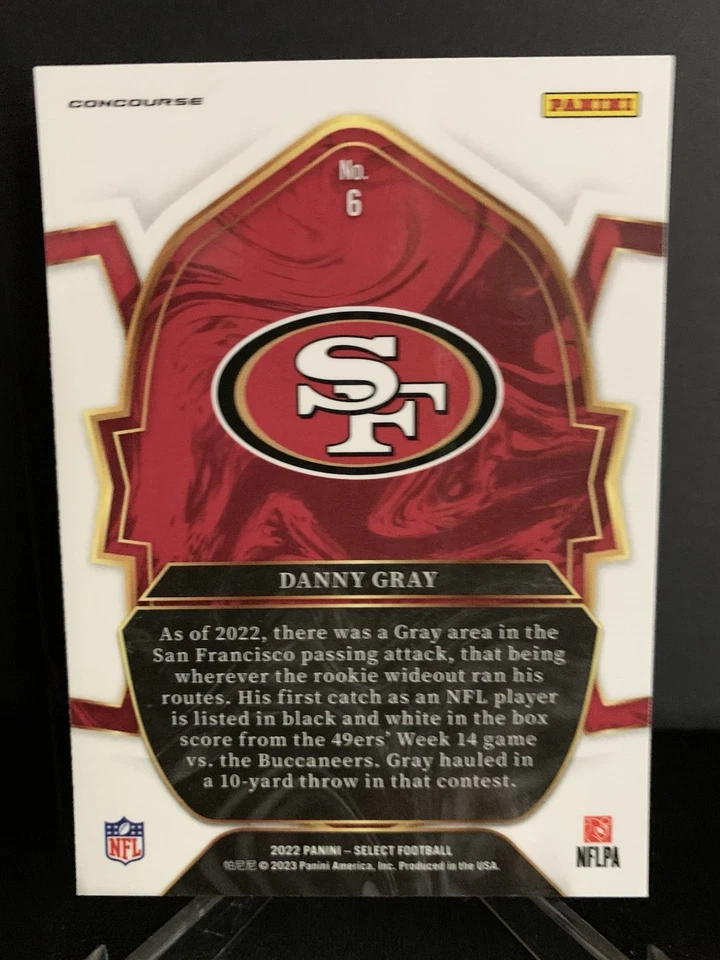 CONCOURSE
PANINI
No.
6
SF
DANNY GRAY
As of 2022, there was a Gray area in the
San Francisco passing attack, that being
wherever the rookie wideout ran his
routes. His first catch as an NFL player
is listed in black and white in the box
score from the 49ers' Week 14 game
vs. the Buccaneers. Gray hauled in
a 10-yard throw in that contest.
NFL
NFLPA
2022 PANINI – SELECT FOOTBALL
帕尼尼 © 2023 Panini America, Inc. Produced in the USA.